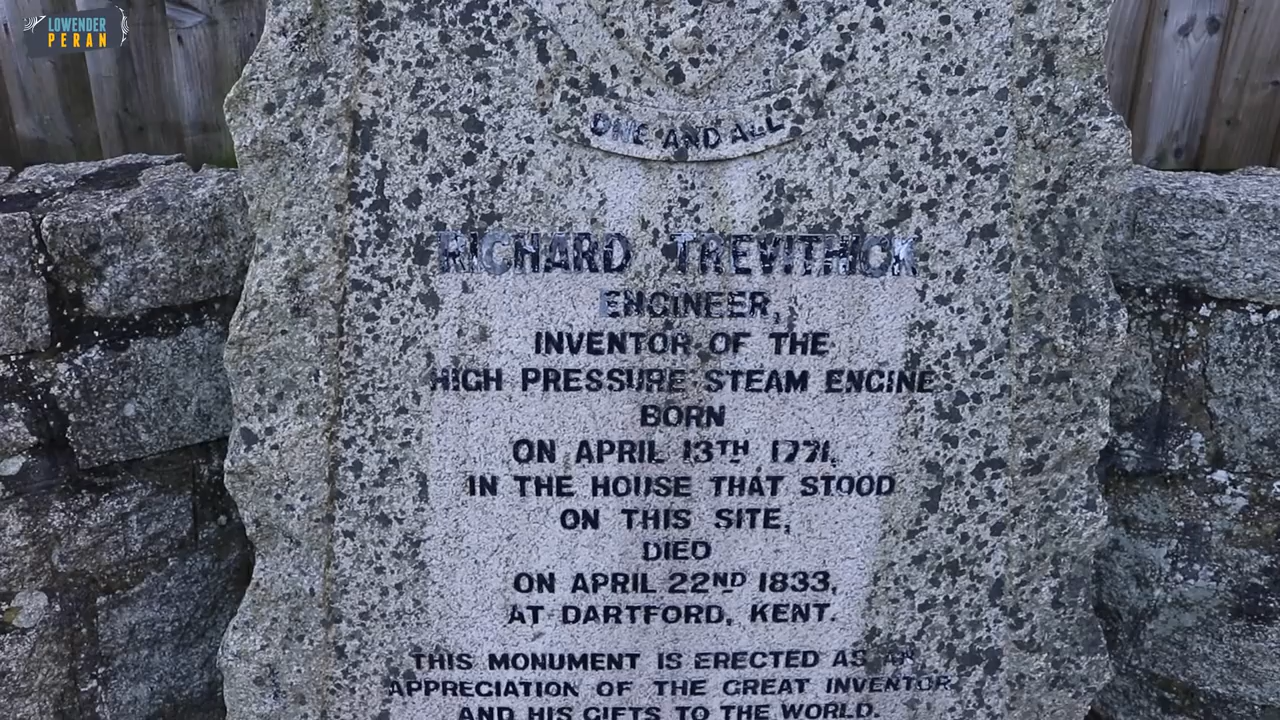 LOWENDER
PERAN
ONE AND ALL
RICHARD TREVITHICK
ENGINEER,
INVENTOR OF THE
HIGH PRESSURE STEAM ENGINE
BORN
ON APRIL 13TH 1771,
IN THE HOUSE THAT STOOD
ON THIS SITE,
DIED
ON APRIL 22ND 1833,
AT DARTFORD, KENT.
THIS MONUMENT IS ERECTED AS AN
APPRECIATION OF THE GREAT INVENTOR
AND HIS GIFTS TO THE WORLD.